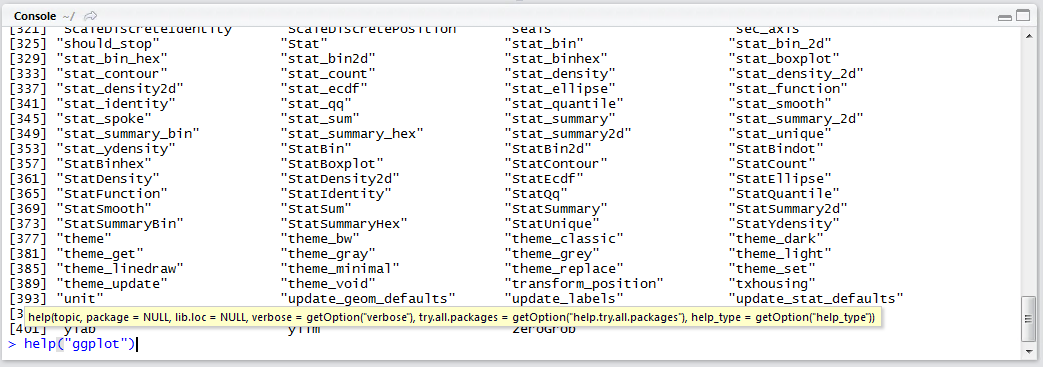 Console ~/
[321] "ScaleDiscreteIdentity" "ScaleDiscretePosition" "seals" "sec_axis"
[325] "should_stop" "Stat" "stat_bin" "stat_bin_2d"
[329] "stat_bin_hex" "stat_bin2d" "stat_binhex" "stat_boxplot"
[333] "stat_contour" "stat_count" "stat_density" "stat_density_2d"
[337] "stat_density2d" "stat_ecdf" "stat_ellipse" "stat_function"
[341] "stat_identity" "stat_qq" "stat_quantile" "stat_smooth"
[345] "stat_spoke" "stat_sum" "stat_summary" "stat_summary_2d"
[349] "stat_summary_bin" "stat_summary_hex" "stat_summary2d" "stat_unique"
[353] "stat_ydensity" "StatBin" "StatBin2d" "StatBindot"
[357] "StatBinhex" "StatBoxplot" "StatContour" "StatCount"
[361] "StatDensity" "StatDensity2d" "StatEcdf" "StatEllipse"
[365] "StatFunction" "StatIdentity" "StatQq" "StatQuantile"
[369] "StatSmooth" "StatSum" "StatSummary" "StatSummary2d"
[373] "StatSummaryBin" "StatSummaryHex" "StatUnique" "StatYdensity"
[377] "theme" "theme_bw" "theme_classic" "theme_dark"
[381] "theme_get" "theme_gray" "theme_grey" "theme_light"
[385] "theme_linedraw" "theme_minimal" "theme_replace" "theme_set"
[389] "theme_update" "theme_void" "transform_position" "txhousing"
[393] "unit" "update_geom_defaults" "update_labels" "update_stat_defaults"
help(topic, package = NULL, lib.loc = NULL, verbose = getOption("verbose"), try.all.packages = getOption("help.try.all.packages"), help_type = getOption("help_type"))
[401] "ylab" "ylim" "zeroGrob"
> help("ggplot")